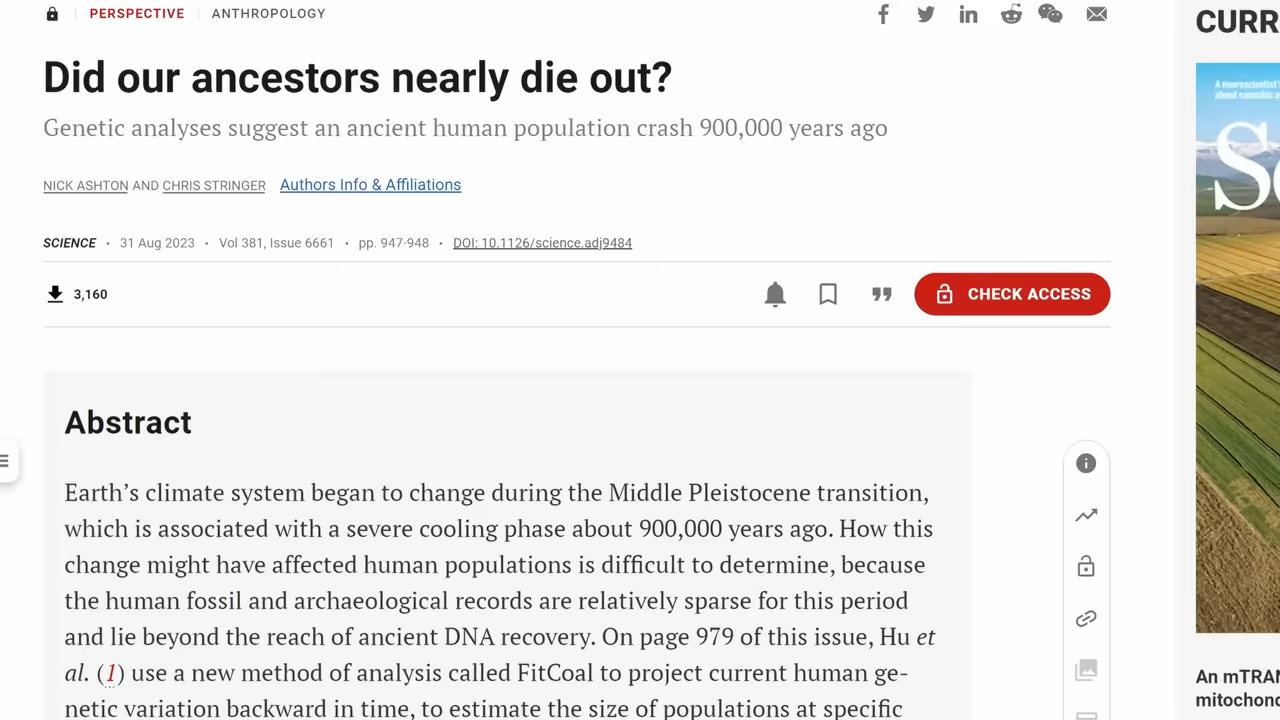 PERSPECTIVE ANTHROPOLOGY
Did our ancestors nearly die out?
Genetic analyses suggest an ancient human population crash 900,000 years ago
NICK ASHTON AND CHRIS STRINGER Authors Info & Affiliations
SCIENCE • 31 Aug 2023 • Vol 381, Issue 6661 • pp. 947-948 • DOI: 10.1126/science.adj9484
3,160
CHECK ACCESS
Abstract
Earth’s climate system began to change during the Middle Pleistocene transition,
which is associated with a severe cooling phase about 900,000 years ago. How this
change might have affected human populations is difficult to determine, because
the human fossil and archaeological records are relatively sparse for this period
and lie beyond the reach of ancient DNA recovery. On page 979 of this issue, Hu et
al. (1) use a new method of analysis called FitCoal to project current human ge-
netic variation backward in time, to estimate the size of populations at specific
CURR
A neuroscientist's
S
An mTRAN
mitochond